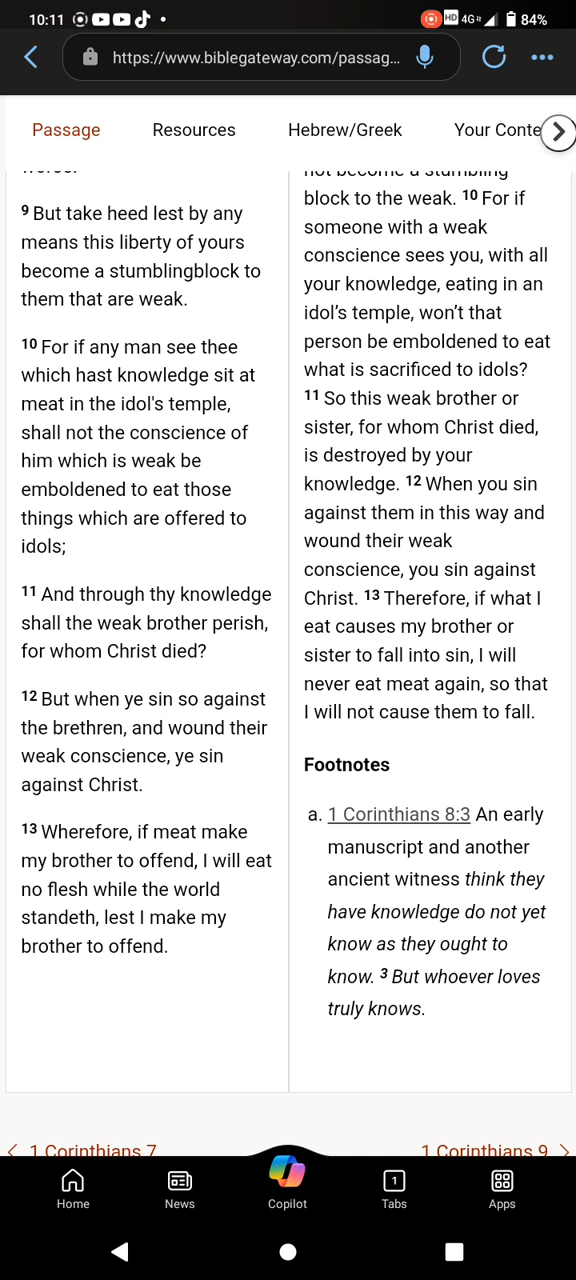 10:11
HD 4G 84%
https://www.biblegateway.com/passag...
Passage Resources Hebrew/Greek Your Conte
9 But take heed lest by any
means this liberty of yours
become a stumblingblock to
them that are weak.
10 For if any man see thee
which hast knowledge sit at
meat in the idol's temple,
shall not the conscience of
him which is weak be
emboldened to eat those
things which are offered to
idols;
11 And through thy knowledge
shall the weak brother perish,
for whom Christ died?
12 But when ye sin so against
the brethren, and wound their
weak conscience, ye sin
against Christ.
13 Wherefore, if meat make
my brother to offend, I will eat
no flesh while the world
standeth, lest I make my
brother to offend.
not become a stumbling
block to the weak. 10 For if
someone with a weak
conscience sees you, with all
your knowledge, eating in an
idol’s temple, won’t that
person be emboldened to eat
what is sacrificed to idols?
11 So this weak brother or
sister, for whom Christ died,
is destroyed by your
knowledge. 12 When you sin
against them in this way and
wound their weak
conscience, you sin against
Christ. 13 Therefore, if what I
eat causes my brother or
sister to fall into sin, I will
never eat meat again, so that
I will not cause them to fall.
Footnotes
a. 1 Corinthians 8:3 An early
manuscript and another
ancient witness think they
have knowledge do not yet
know as they ought to
know. 3 But whoever loves
truly knows.
1 Corinthians 7 1 Corinthians 9
Home News Copilot Tabs Apps
1